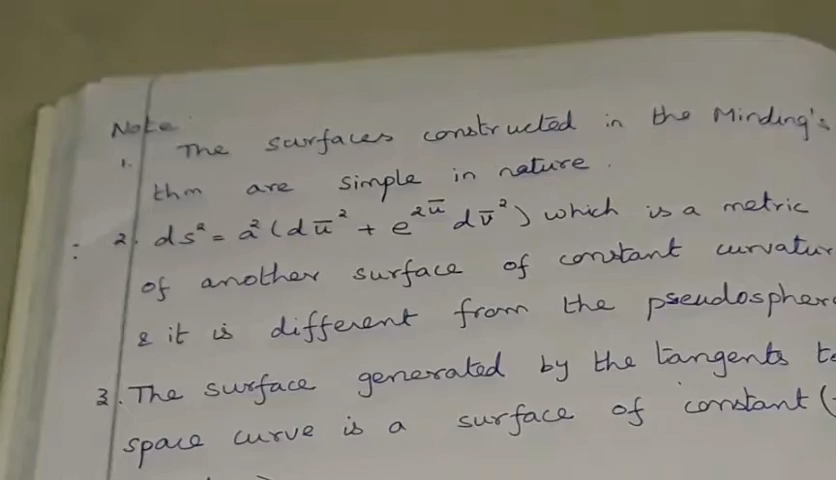 Note
1. The surfaces constructed in the Minding's
thm are simple in nature.
2. ds² = a²(dū² + e^{2ū} dv̄²) which is a metric
of another surface of constant curvatur
& it is different from the pseudosphere
3. The surface generated by the tangents to
space curve is a surface of constant (